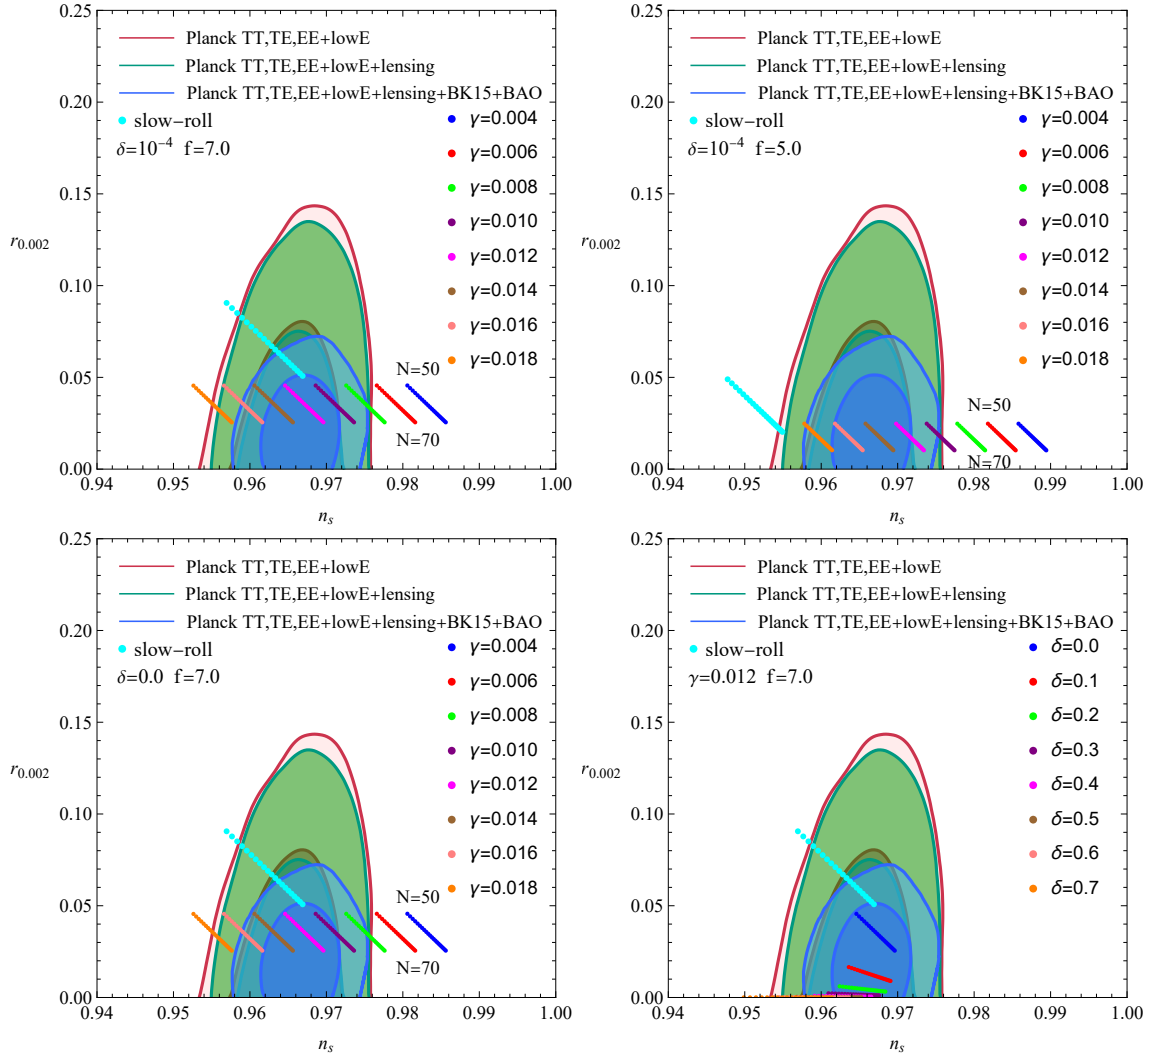 0.25
Planck TT,TE,EE+lowE
Planck TT,TE,EE+lowE+lensing
Planck TT,TE,EE+lowE+lensing+BK15+BAO
0.20
slow−roll
δ=10⁻⁴ f=7.0
γ=0.004
γ=0.006
γ=0.008
γ=0.010
γ=0.012
γ=0.014
γ=0.016
γ=0.018
0.15
r0.002
0.10
0.05
0.00
N=50
N=70
0.94 0.95 0.96 0.97 0.98 0.99 1.00
ns
0.25
Planck TT,TE,EE+lowE
Planck TT,TE,EE+lowE+lensing
Planck TT,TE,EE+lowE+lensing+BK15+BAO
0.20
slow−roll
δ=10⁻⁴ f=5.0
γ=0.004
γ=0.006
γ=0.008
γ=0.010
γ=0.012
γ=0.014
γ=0.016
γ=0.018
0.15
r0.002
0.10
0.05
0.00
N=50
N=70
0.94 0.95 0.96 0.97 0.98 0.99 1.00
ns
0.25
Planck TT,TE,EE+lowE
Planck TT,TE,EE+lowE+lensing
Planck TT,TE,EE+lowE+lensing+BK15+BAO
0.20
slow−roll
δ=0.0 f=7.0
γ=0.004
γ=0.006
γ=0.008
γ=0.010
γ=0.012
γ=0.014
γ=0.016
γ=0.018
0.15
r0.002
0.10
0.05
0.00
N=50
N=70
0.94 0.95 0.96 0.97 0.98 0.99 1.00
ns
0.25
Planck TT,TE,EE+lowE
Planck TT,TE,EE+lowE+lensing
Planck TT,TE,EE+lowE+lensing+BK15+BAO
0.20
slow−roll
γ=0.012 f=7.0
δ=0.0
δ=0.1
δ=0.2
δ=0.3
δ=0.4
δ=0.5
δ=0.6
δ=0.7
0.15
r0.002
0.10
0.05
0.00
0.94 0.95 0.96 0.97 0.98 0.99 1.00
ns